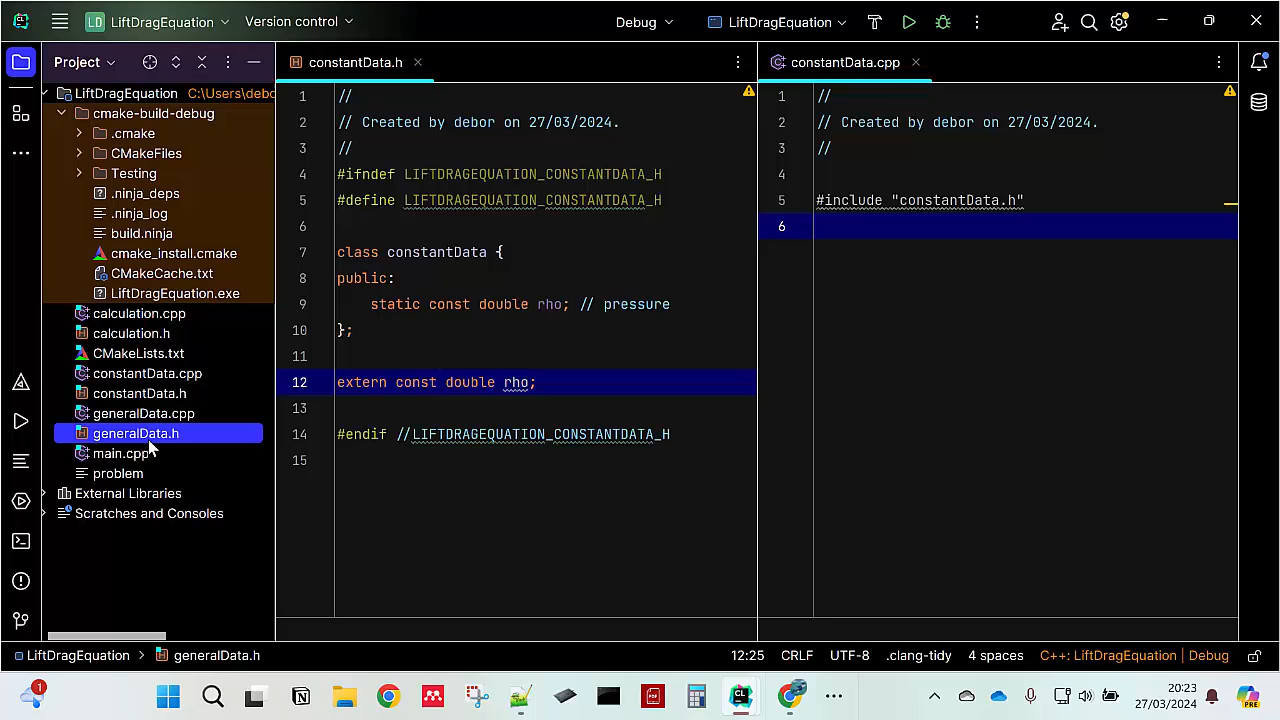 LD LiftDragEquation Version control Debug LiftDragEquation
Project
constantData.h
constantData.cpp
LiftDragEquation C:\Users\debo
cmake-build-debug
.cmake
CMakeFiles
Testing
.ninja_deps
.ninja_log
build.ninja
cmake_install.cmake
CMakeCache.txt
LiftDragEquation.exe
calculation.cpp
calculation.h
CMakeLists.txt
constantData.cpp
constantData.h
generalData.cpp
generalData.h
main.cpp
problem
External Libraries
Scratches and Consoles
1 //
2 // Created by debor on 27/03/2024.
3 //
4 #ifndef LIFTDRAGEQUATION_CONSTANTDATA_H
5 #define LIFTDRAGEQUATION_CONSTANTDATA_H
6
7 class constantData {
8 public:
9     static const double rho; // pressure
10 };
11
12 extern const double rho;
13
14 #endif //LIFTDRAGEQUATION_CONSTANTDATA_H
15
1 //
2 // Created by debor on 27/03/2024.
3 //
4
5 #include "constantData.h"
6
LiftDragEquation > generalData.h 12:25 CRLF UTF-8 .clang-tidy 4 spaces C++: LiftDragEquation | Debug
1
CL
PDF
PRE
20:23
27/03/2024